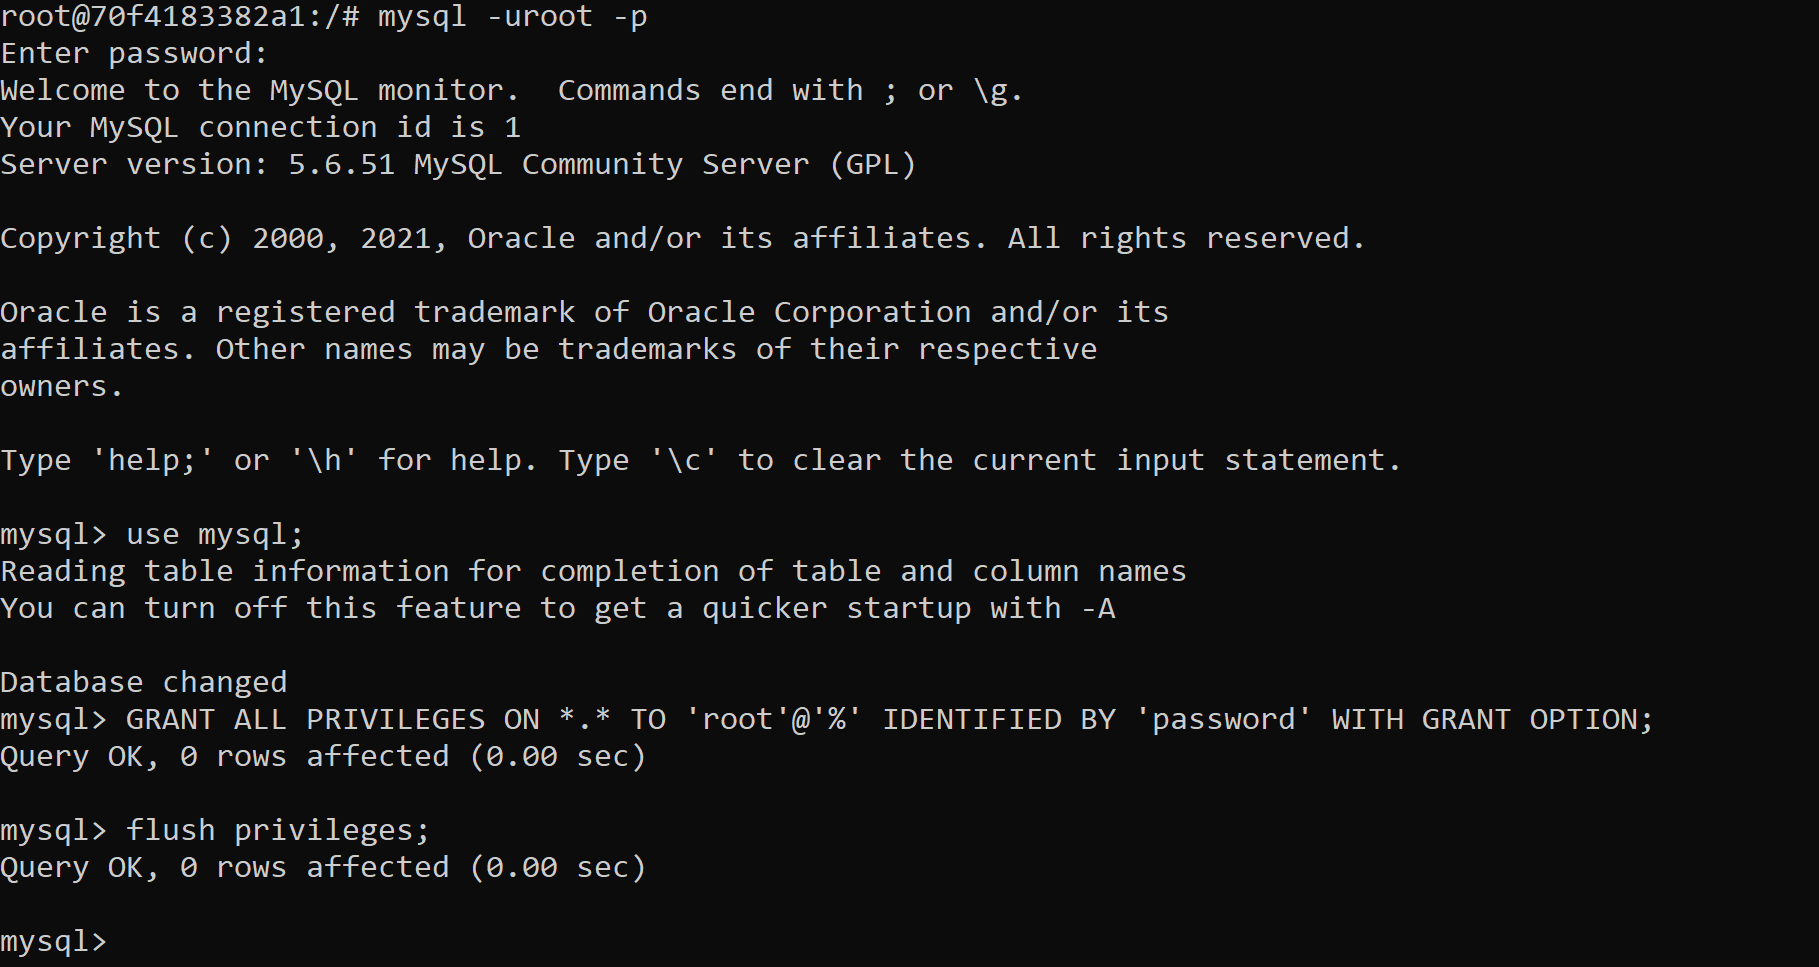 root@70f4183382a1:/# mysql -uroot -p
Enter password:
Welcome to the MySQL monitor.  Commands end with ; or \g.
Your MySQL connection id is 1
Server version: 5.6.51 MySQL Community Server (GPL)
Copyright (c) 2000, 2021, Oracle and/or its affiliates. All rights reserved.
Oracle is a registered trademark of Oracle Corporation and/or its
affiliates. Other names may be trademarks of their respective
owners.
Type 'help;' or '\h' for help. Type '\c' to clear the current input statement.
mysql> use mysql;
Reading table information for completion of table and column names
You can turn off this feature to get a quicker startup with -A
Database changed
mysql> GRANT ALL PRIVILEGES ON *.* TO 'root'@'%' IDENTIFIED BY 'password' WITH GRANT OPTION;
Query OK, 0 rows affected (0.00 sec)
mysql> flush privileges;
Query OK, 0 rows affected (0.00 sec)
mysql>